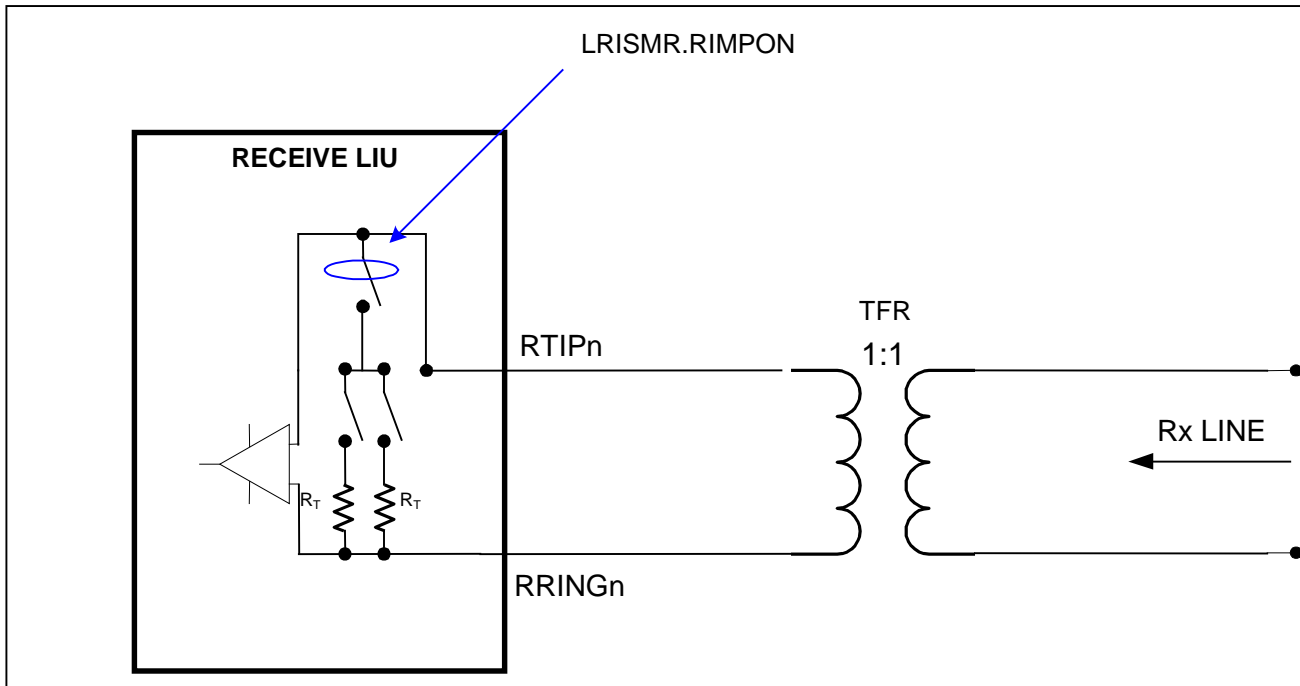 LRISMR.RIMPON
RECEIVE LIU
TFR
1:1
RTIPn
Rx LINE
RT
RT
RRINGn